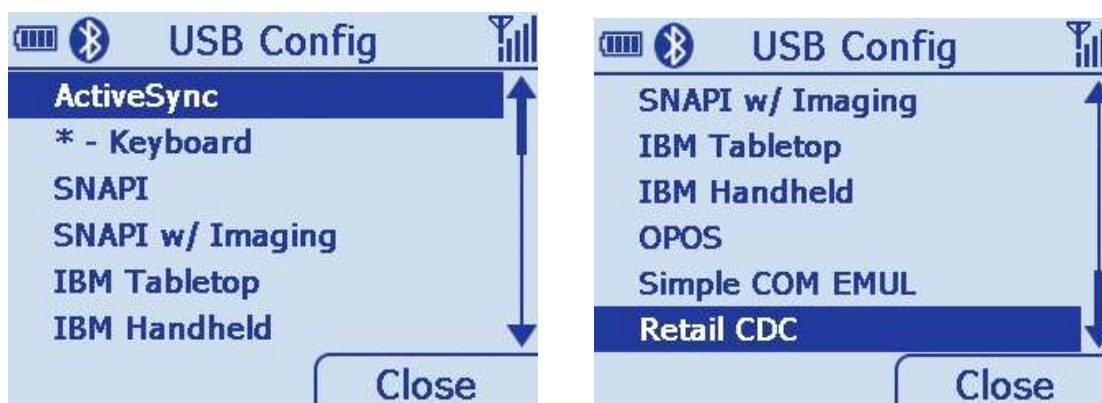 USB Config
ActiveSync
* - Keyboard
SNAPI
SNAPI w/ Imaging
IBM Tabletop
IBM Handheld
Close
USB Config
SNAPI w/ Imaging
IBM Tabletop
IBM Handheld
OPOS
Simple COM EMUL
Retail CDC
Close